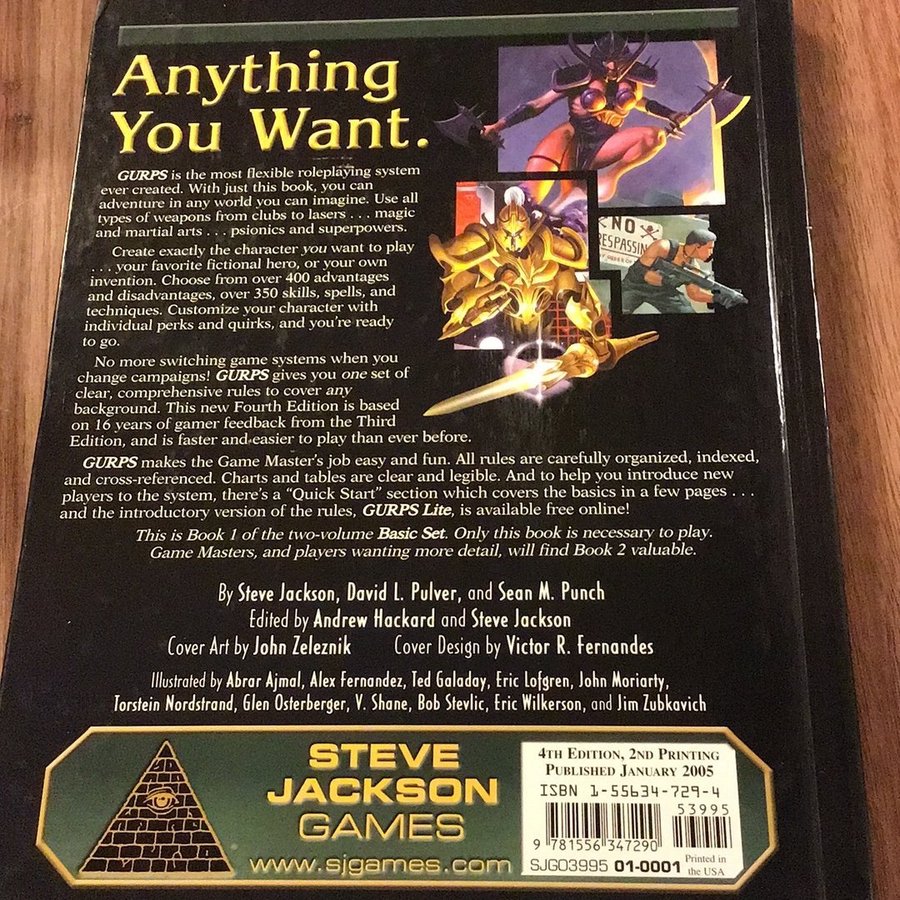 Anything
You Want.
GURPS is the most flexible roleplaying system
ever created. With just this book, you can
adventure in any world you can imagine. Use all
types of weapons from clubs to lasers . . . magic
and martial arts . . . psionics and superpowers.
Create exactly the character you want to play
. . . your favorite fictional hero, or your own
invention. Choose from over 400 advantages
and disadvantages, over 350 skills, spells, and
techniques. Customize your character with
individual perks and quirks, and you're ready
to go.
No more switching game systems when you
change campaigns! GURPS gives you one set of
clear, comprehensive rules to cover any
background. This new Fourth Edition is based
on 16 years of gamer feedback from the Third
Edition, and is faster and easier to play than ever before.
GURPS makes the Game Master's job easy and fun. All rules are carefully organized, indexed,
and cross-referenced. Charts and tables are clear and legible. And to help you introduce new
players to the system, there's a "Quick Start" section which covers the basics in a few pages . . .
and the introductory version of the rules, GURPS Lite, is available free online!
This is Book 1 of the two-volume Basic Set. Only this book is necessary to play.
Game Masters, and players wanting more detail, will find Book 2 valuable.
NO
RESPASSIN
By Steve Jackson, David L. Pulver, and Sean M. Punch
Edited by Andrew Hackard and Steve Jackson
Cover Art by John Zeleznik Cover Design by Victor R. Fernandes
Illustrated by Abrar Ajmal, Alex Fernandez, Ted Galaday, Eric Lofgren, John Moriarty,
Torstein Nordstrand, Glen Osterberger, V. Shane, Bob Stevlic, Eric Wilkerson, and Jim Zubkavich
STEVE
JACKSON
GAMES
www.sjgames.com
4TH EDITION, 2ND PRINTING
PUBLISHED JANUARY 2005
ISBN 1-55634-729-4
53995
9 781556 347290
SJG03995 01-0001 Printed in
the USA